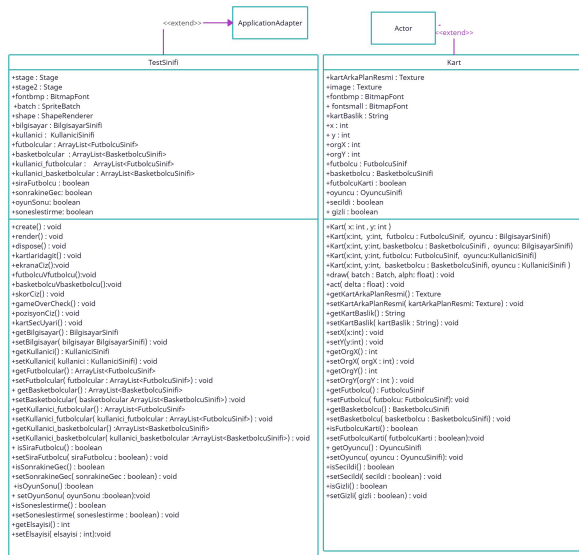 <<extend>>
ApplicationAdapter
Actor
<<extend>>
TestSinifi
+stage : Stage
+stage2 : Stage
+fontbmp : BitmapFont
+batch : SpriteBatch
+shape : ShapeRenderer
+bilgisayar : BilgisayarSinifi
+kullanici : KullaniciSinifi
+futbolcular : ArrayList<FutbolcuSinif>
+basketbolcular : ArrayList<BasketbolcuSinifi>
+kullanici_futbolcular : ArrayList<FutbolcuSinif>
+kullanici_basketbolcular : ArrayList<BasketbolcuSinifi>
+siraFutbolcu : boolean
+sonrakineGec: boolean
+oyunSonu: boolean
+soneslestirme: boolean
+create() : void
+render() : void
+dispose() : void
+kartlaridagit() : void
+ekranaCiz():void
+futbolcuVfutbolcu():void
+basketbolcuVbasketbolcu():void
+skorCiz() : void
+gameOverCheck() : void
+pozisyonCiz() : void
+kartSecUyari() : void
+getBilgisayar() : BilgisayarSinifi
+setBilgisayar( bilgisayar BilgisayarSinifi) : void
+getKullanici() : KullaniciSinifi
+setKullanici( kullanici : KullaniciSinifi) : void
+getFutbolcular() : ArrayList<FutbolcuSinif>
+setFutbolcular( futbolcular : ArrayList<FutbolcuSinif>) : void
+ getBasketbolcular() : ArrayList<BasketbolcuSinifi>
+setBasketbolcular( basketbolcular ArrayList<BasketbolcuSinifi>) :void
+getKullanici_futbolcular() : ArrayList<FutbolcuSinif>
+setKullanici_futbolcular( kullanici_futbolcular : ArrayList<FutbolcuSinif>) : void
+getKullanici_basketbolcular() :ArrayList<BasketbolcuSinifi>
+setKullanici_basketbolcular( kullanici_basketbolcular :ArrayList<BasketbolcuSinifi>) : void
+ isSiraFutbolcu() : boolean
+setSiraFutbolcu( siraFutbolcu : boolean) : void
+isSonrakineGec() : boolean
+setSonrakineGec( sonrakineGec : boolean) : void
+isOyunSonu() :boolean
+ setOyunSonu( oyunSonu :boolean):void
+isSoneslestirme() : boolean
+setSoneslestirme( soneslestirme : boolean) : void
+getElsayisi() : int
+setElsayisi( elsayisi : int):void
Kart
+kartArkaPlanResmi : Texture
+image : Texture
+fontbmp : BitmapFont
+ fontsmall : BitmapFont
+kartBaslik : String
+x : int
+ y : int
+orgX : int
+orgY : int
+futbolcu : FutbolcuSinif
+basketbolcu : BasketbolcuSinifi
+futbolcuKarti : boolean
+oyuncu : OyuncuSinifi
+secildi : boolean
+ gizli : boolean
+Kart( x: int , y: int )
+Kart(x:int, y:int, futbolcu : FutbolcuSinif, oyuncu : BilgisayarSinifi)
+Kart(x:int, y:int, basketbolcu : BasketbolcuSinifi , oyuncu: BilgisayarSinifi)
+Kart(x:int, y:int, futbolcu: FutbolcuSinif, oyuncu:KullaniciSinifi)
+Kart(x:int, y:int, basketbolcu : BasketbolcuSinifi, oyuncu : KullaniciSinifi )
+draw( batch : Batch, alph: float) : void
+act( delta : float) : void
+getKartArkaPlanResmi() : Texture
+setKartArkaPlanResmi( kartArkaPlanResmi: Texture) : void
+getKartBaslik() : String
+setKartBaslik( kartBaslik : String) : void
+setX(x:int) : void
+setY(y:int) : void
+getOrgX() : int
+setOrgX( orgX : int) : void
+getOrgY() : int
+setOrgY(orgY : int ) : void
+getFutbolcu() : FutbolcuSinif
+setFutbolcu( futbolcu: FutbolcuSinif): void
+getBasketbolcu() : BasketbolcuSinifi
+setBasketbolcu( basketbolcu : BasketbolcuSinifi) : void
+isFutbolcuKarti() : boolean
+setFutbolcuKarti( futbolcuKarti : boolean):void
+ getOyuncu() : OyuncuSinifi
+setOyuncu( oyuncu : OyuncuSinifi): void
+isSecildi() : boolean
+setSecildi( secildi : boolean) : void
+isGizli() : boolean
+setGizli( gizli : boolean) : void